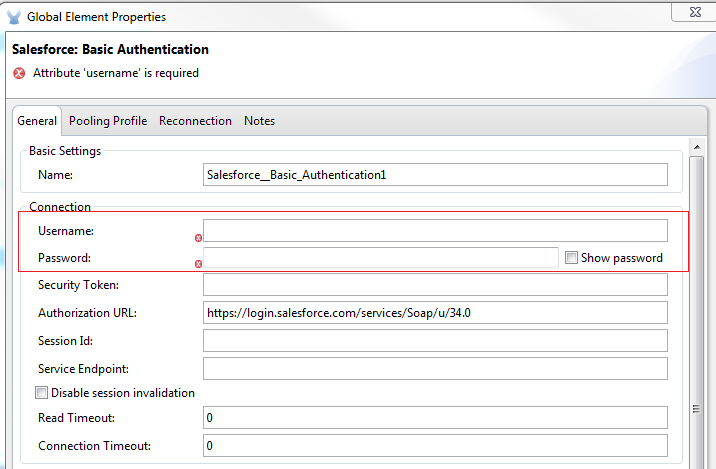 Global Element Properties
Salesforce: Basic Authentication
Attribute 'username' is required
General Pooling Profile Reconnection Notes
Basic Settings
Name: Salesforce__Basic_Authentication1
Connection
Username:
Password: Show password
Security Token:
Authorization URL: https://login.salesforce.com/services/Soap/u/34.0
Session Id:
Service Endpoint:
Disable session invalidation
Read Timeout: 0
Connection Timeout: 0